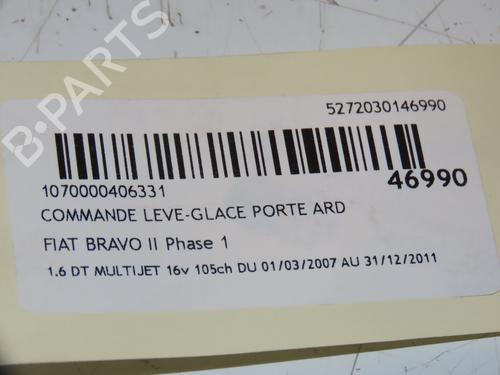 B-PARTS
5272030146990
1070000406331
46990
COMMANDE LEVE-GLACE PORTE ARD
FIAT BRAVO II Phase 1
1.6 DT MULTIJET 16v 105ch DU 01/03/2007 AU 31/12/2011